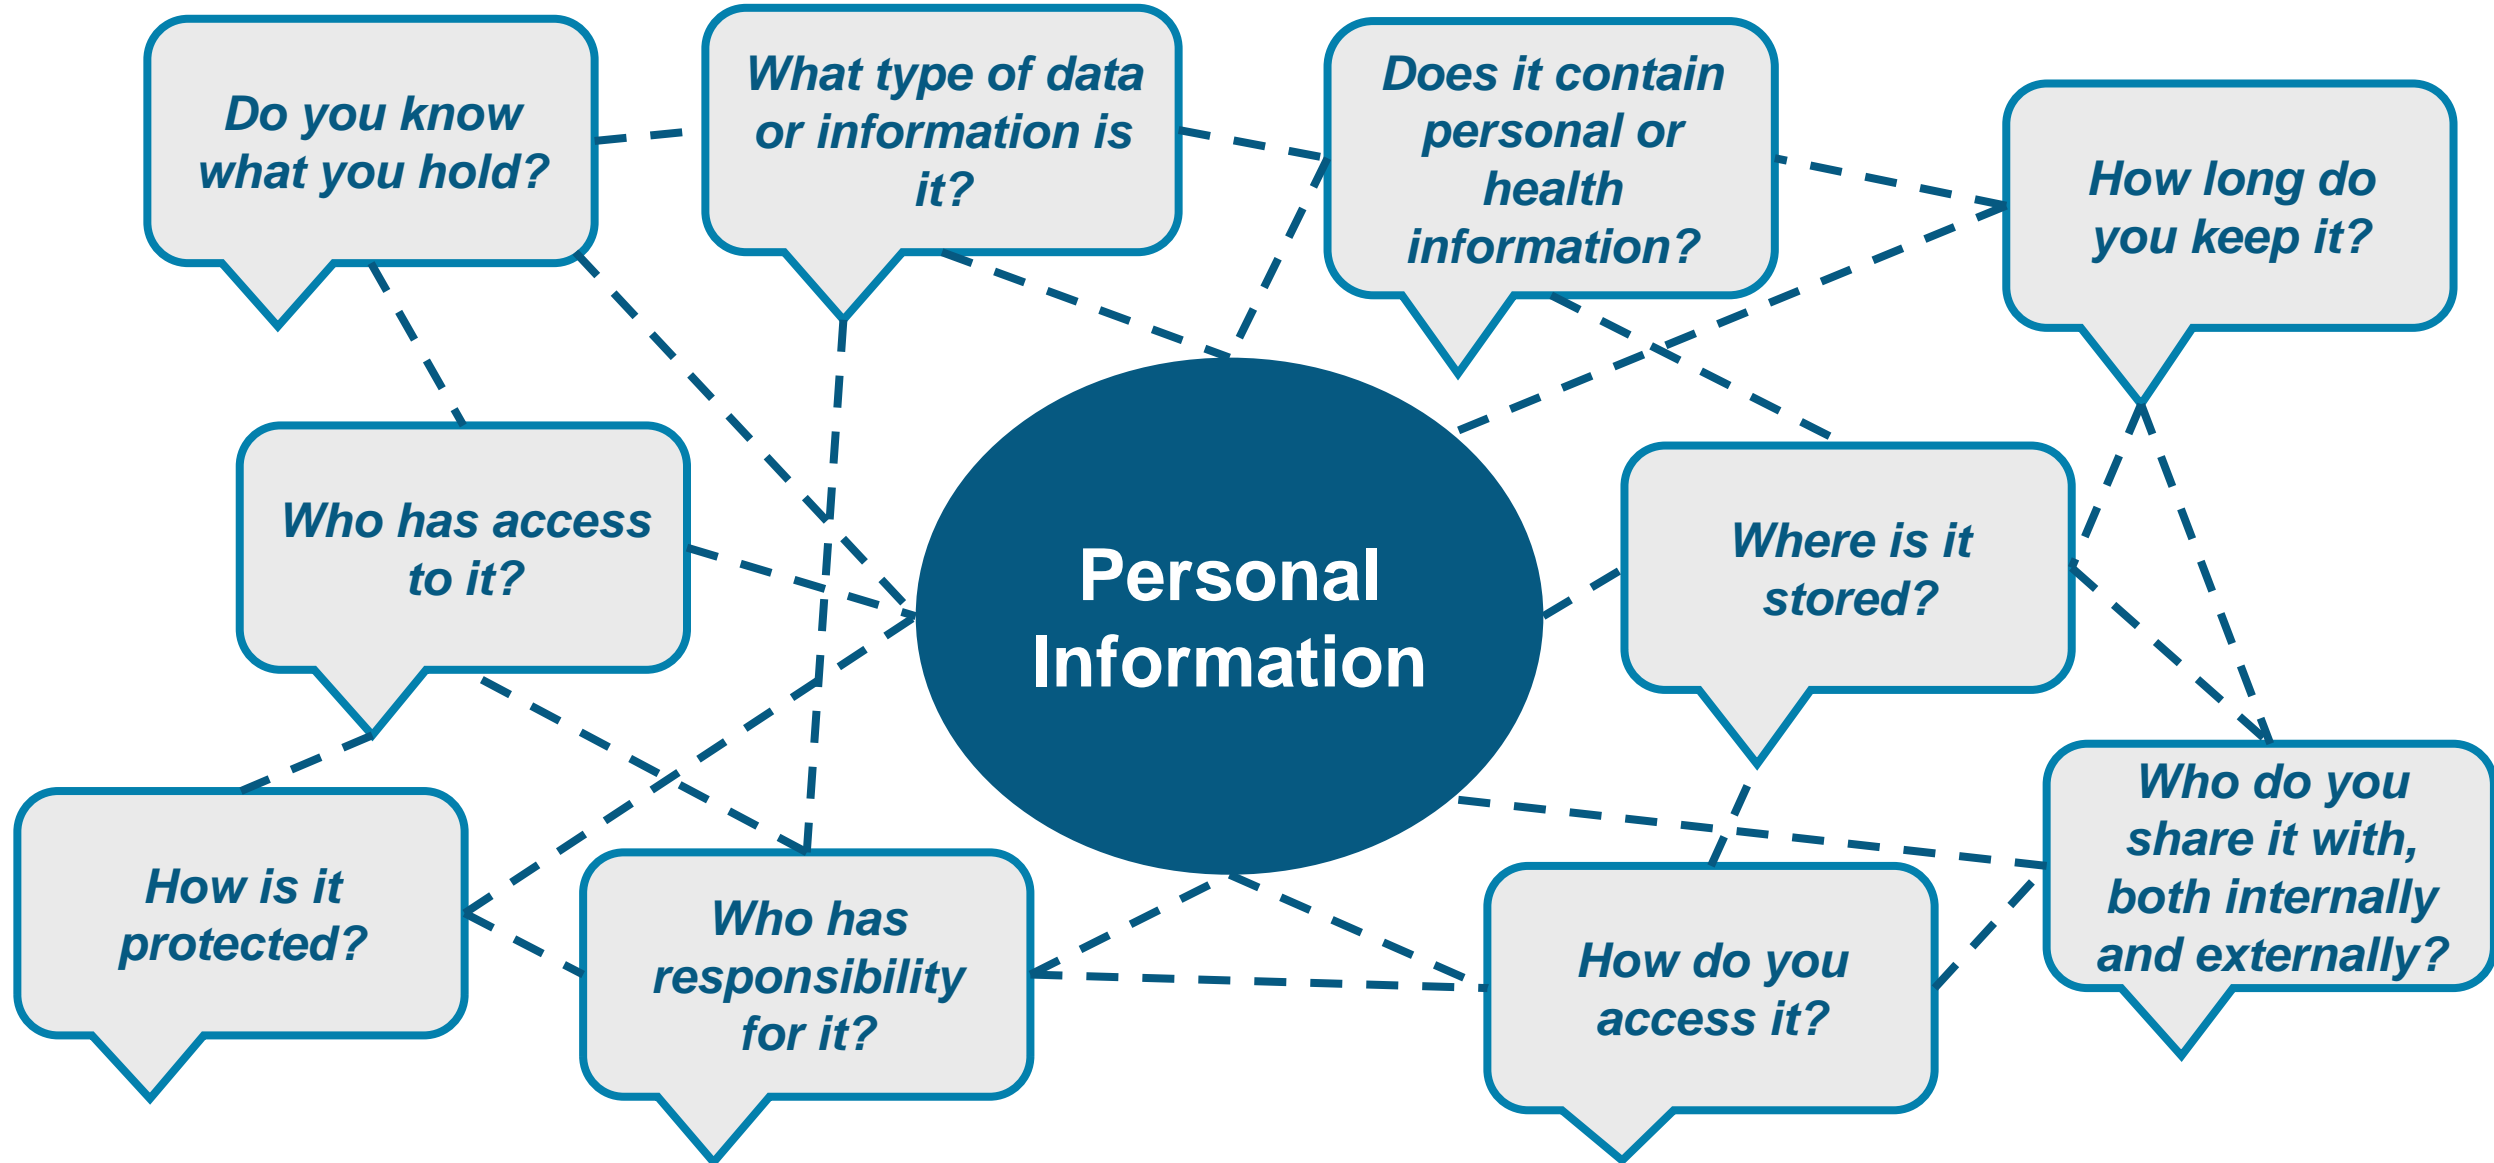 Do you know
what you hold?
What type of data
or information is
it?
Does it contain
personal or
health
information?
How long do
you keep it?
Who has access
to it?
Personal
Information
Where is it
stored?
How is it
protected?
Who has
responsibility
for it?
How do you
access it?
Who do you
share it with,
both internally
and externally?